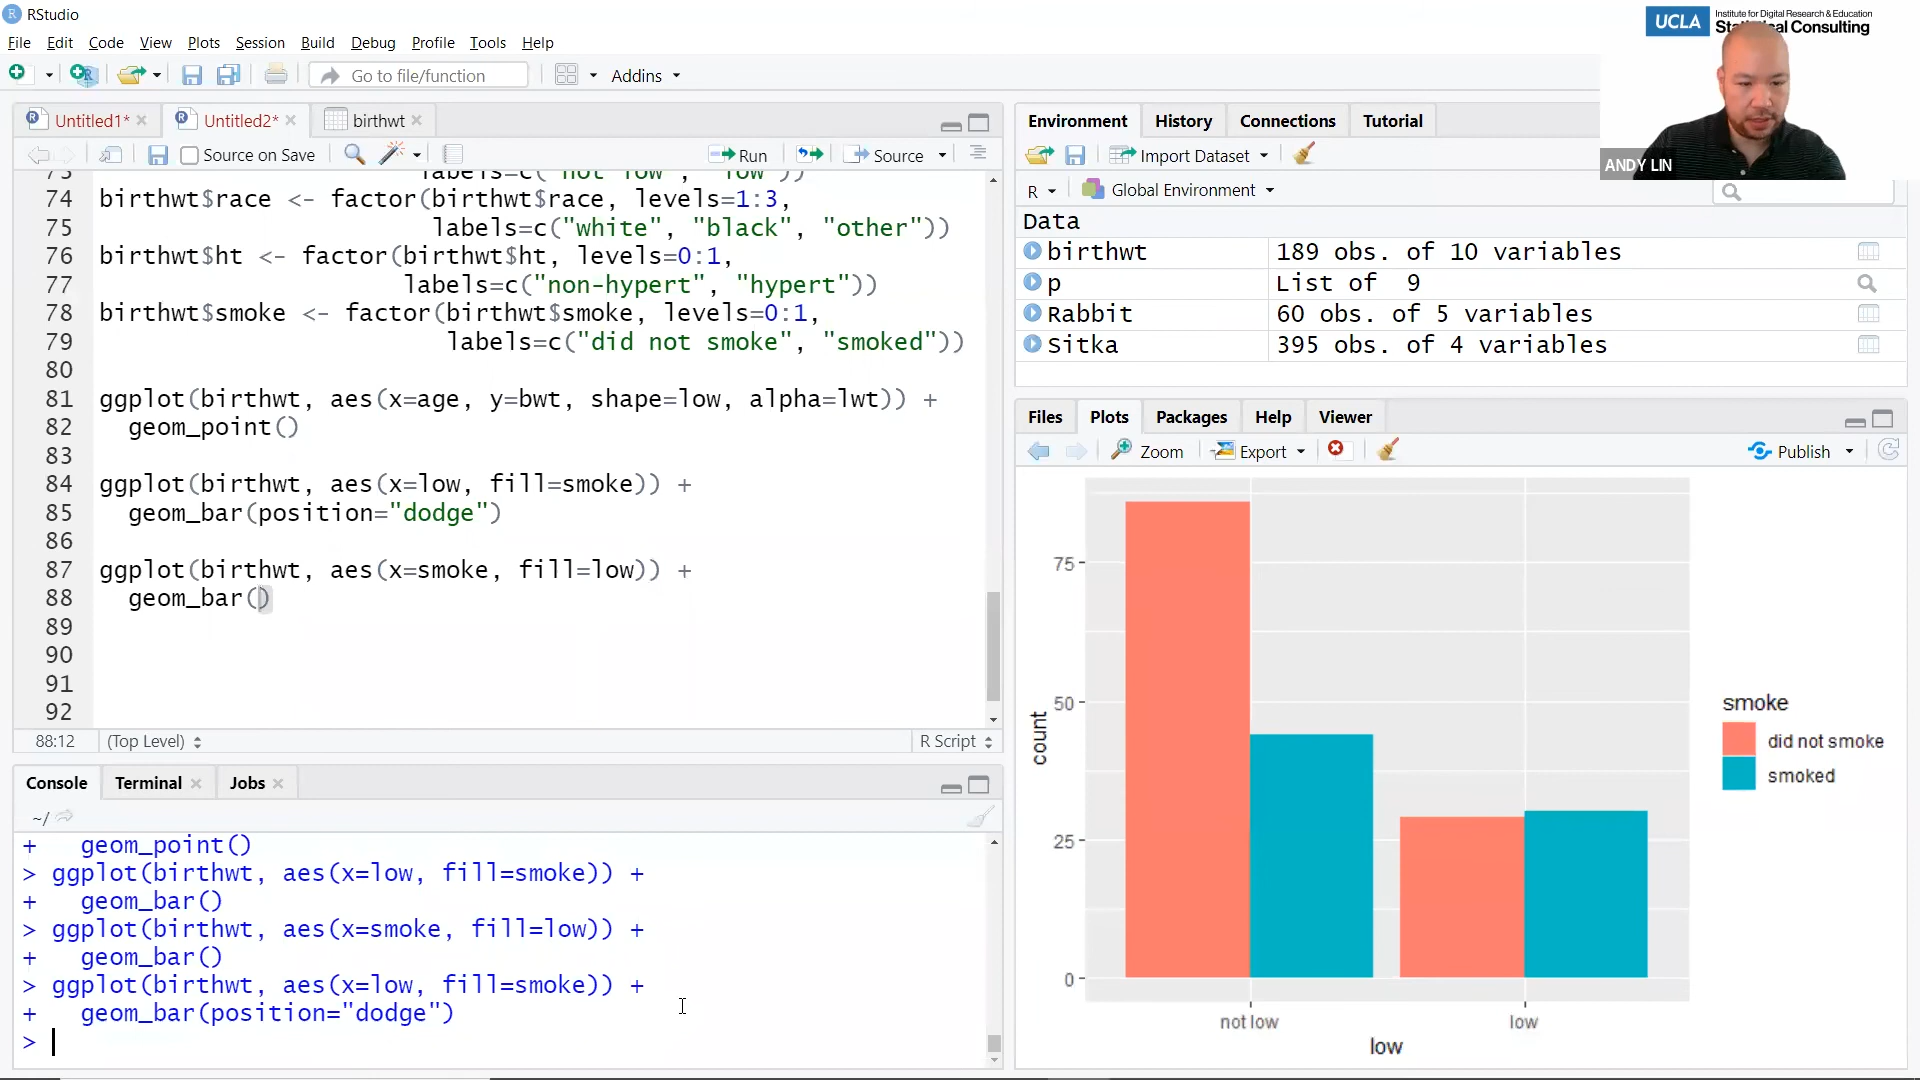 RStudio
File Edit Code View Plots Session Build Debug Profile Tools Help
Go to file/function Addins
UCLA Institute for Digital Research & Education
Statistical Consulting
ANDY LIN
Untitled1* Untitled2* birthwt
Source on Save Run Source
labels=c("not low", "low"))
74 birthwt$race <- factor(birthwt$race, levels=1:3,
75 labels=c("white", "black", "other"))
76 birthwt$ht <- factor(birthwt$ht, levels=0:1,
77 labels=c("non-hypert", "hypert"))
78 birthwt$smoke <- factor(birthwt$smoke, levels=0:1,
79 labels=c("did not smoke", "smoked"))
80
81 ggplot(birthwt, aes(x=age, y=bwt, shape=low, alpha=lwt)) +
82 geom_point()
83
84 ggplot(birthwt, aes(x=low, fill=smoke)) +
85 geom_bar(position="dodge")
86
87 ggplot(birthwt, aes(x=smoke, fill=low)) +
88 geom_bar()
89
90
91
92
88:12 (Top Level) R Script
Console Terminal Jobs
~/
+ geom_point()
> ggplot(birthwt, aes(x=low, fill=smoke)) +
+ geom_bar()
> ggplot(birthwt, aes(x=smoke, fill=low)) +
+ geom_bar()
> ggplot(birthwt, aes(x=low, fill=smoke)) +
+ geom_bar(position="dodge")
>
Environment History Connections Tutorial
Import Dataset
R Global Environment
Data
birthwt 189 obs. of 10 variables
p List of 9
Rabbit 60 obs. of 5 variables
Sitka 395 obs. of 4 variables
Files Plots Packages Help Viewer
Zoom Export Publish
75
50
25
0
count
not low low
low
smoke
did not smoke
smoked